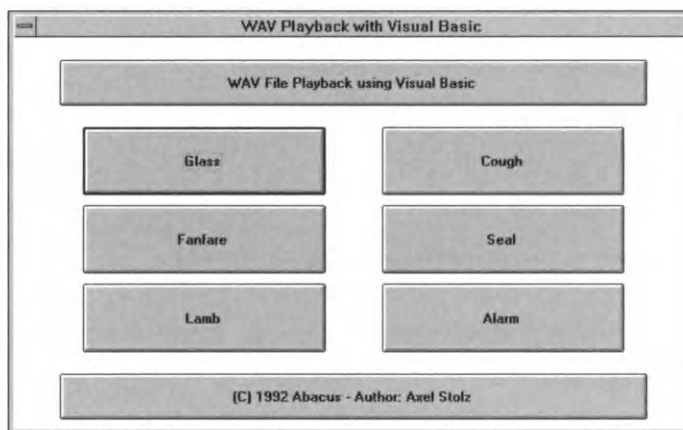 WAV Playback with Visual Basic
WAV File Playback using Visual Basic
Glass
Cough
Fanfare
Seal
Lamb
Alarm
(C) 1992 Abacus - Author: Axel Stolz